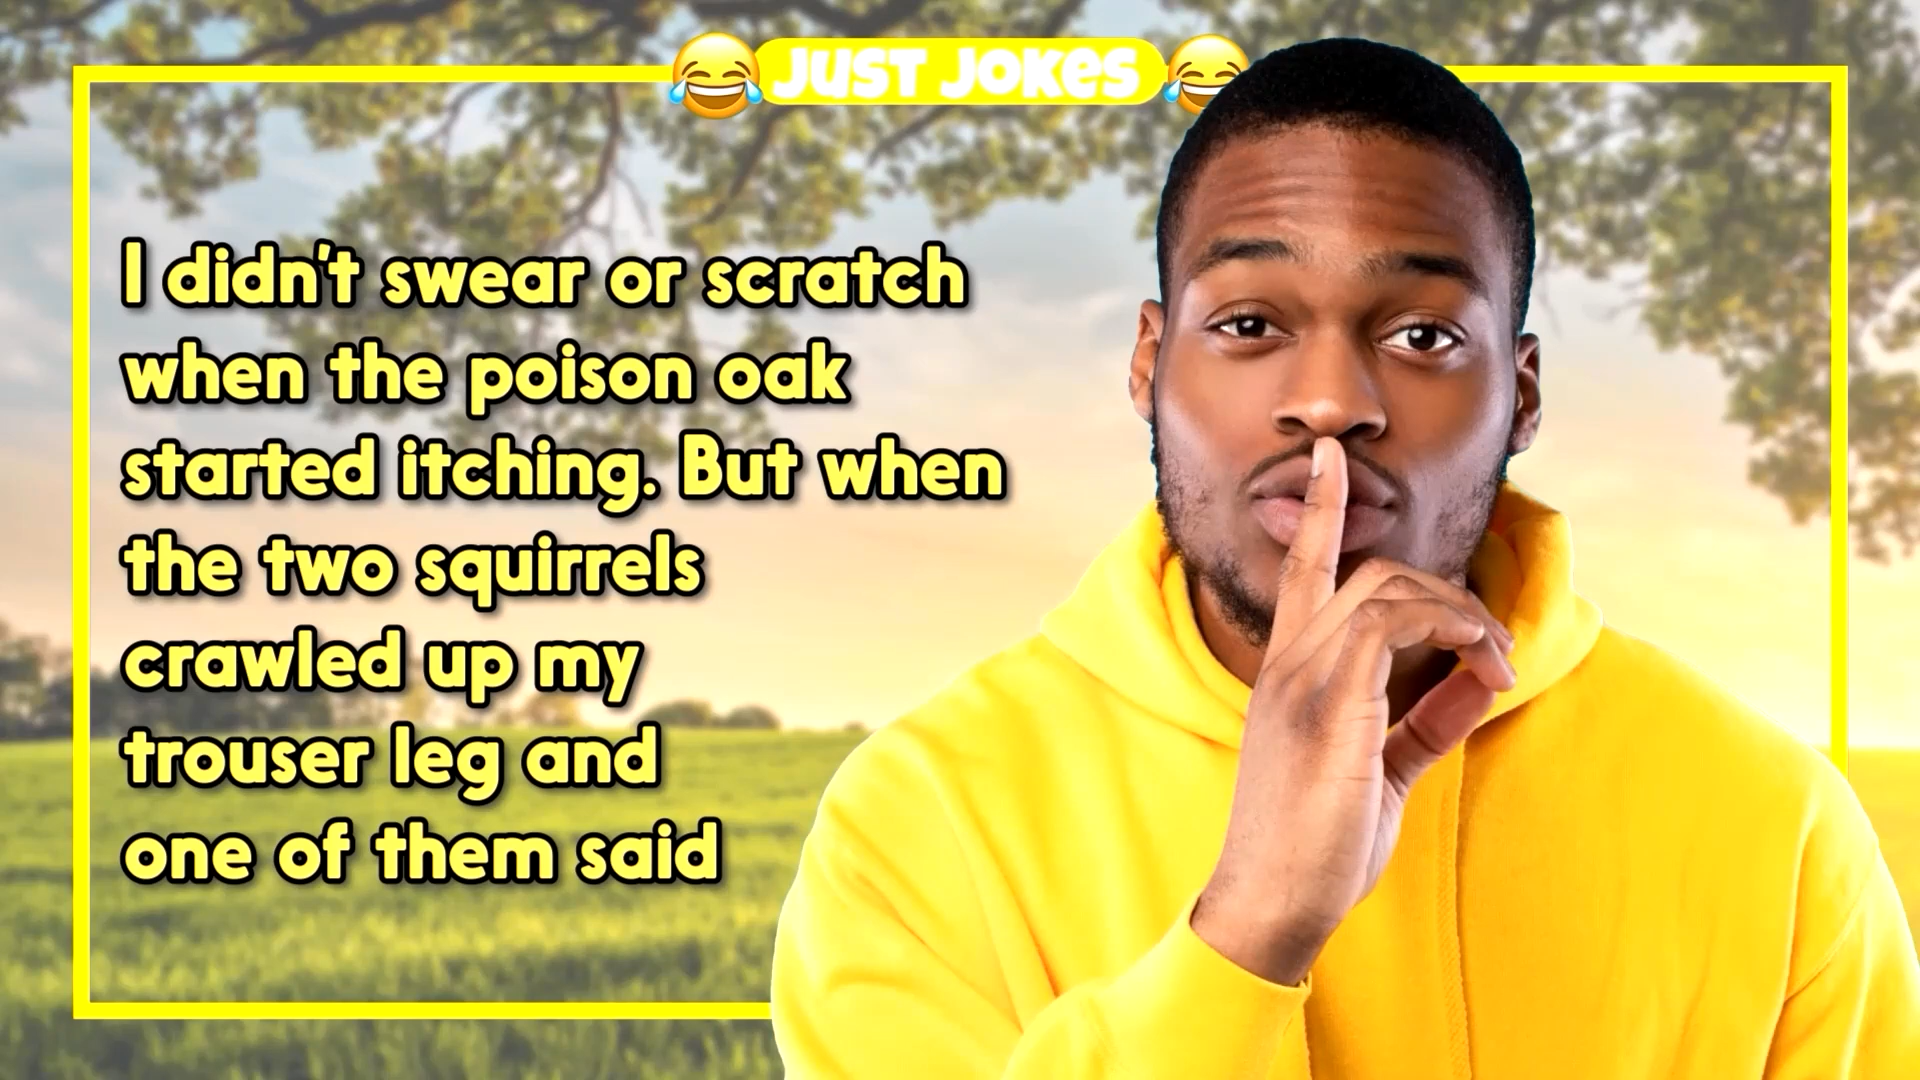 JUST JOKES
I didn't swear or scratch
when the poison oak
started itching. But when
the two squirrels
crawled up my
trouser leg and
one of them said